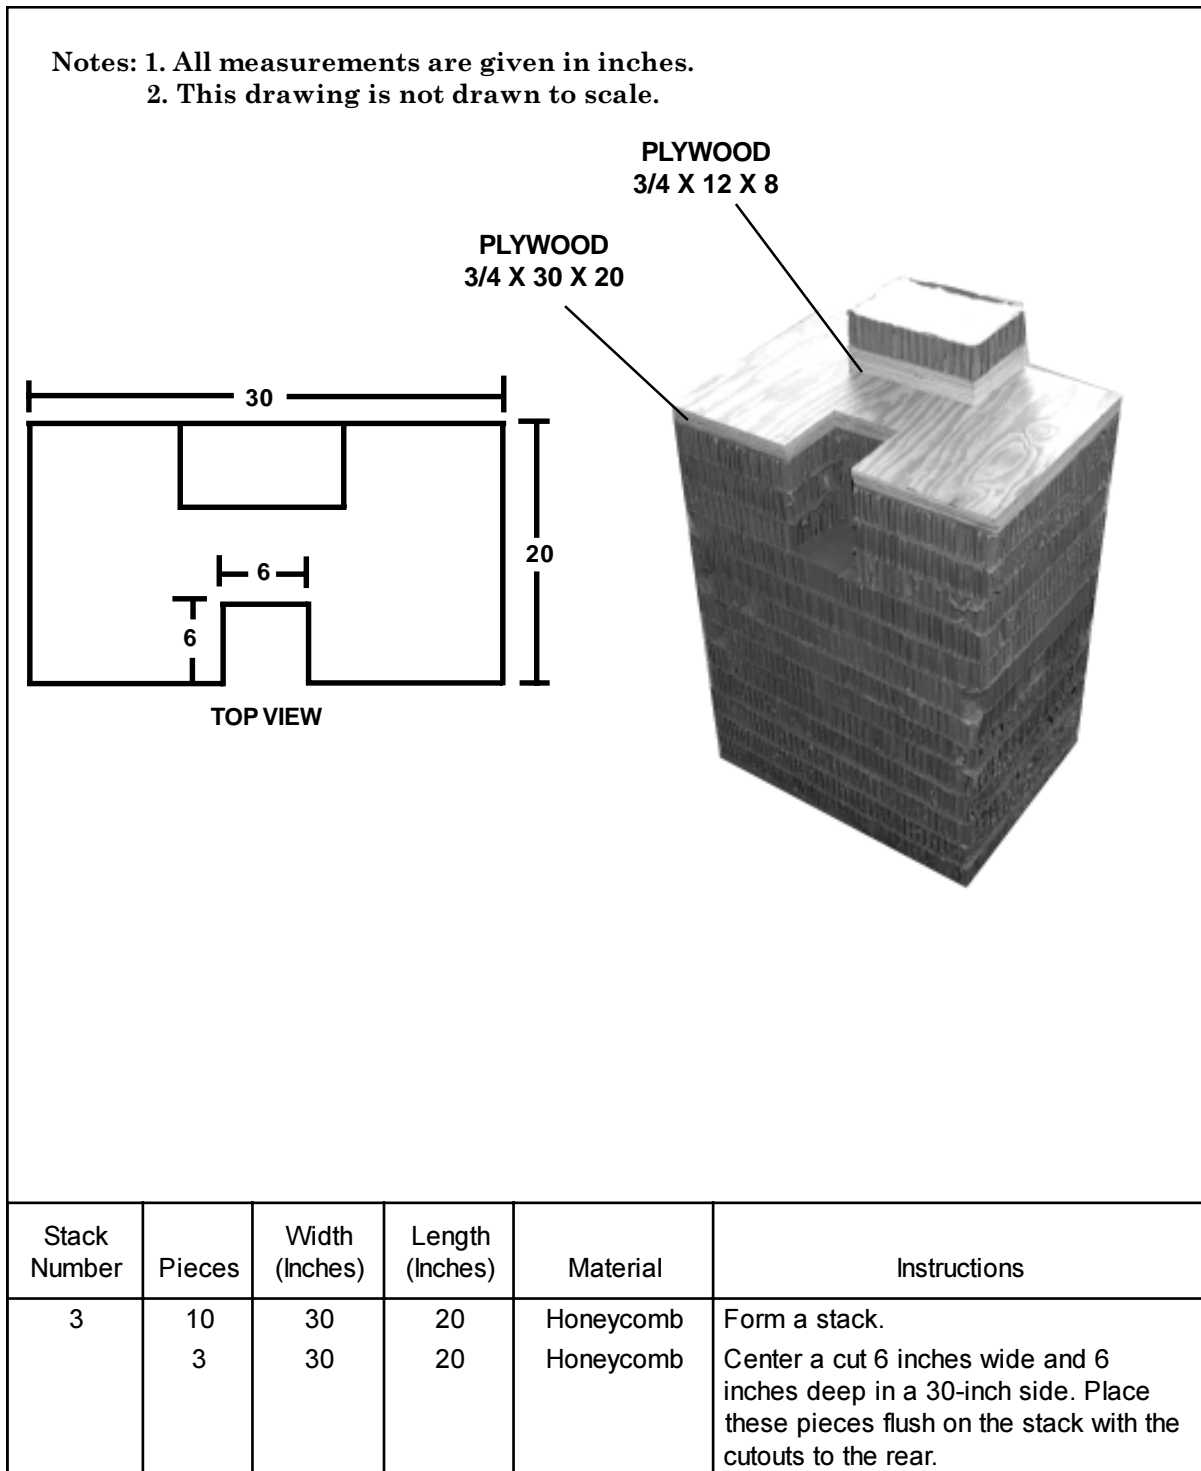 Notes: 1. All measurements are given in inches.
2. This drawing is not drawn to scale.
PLYWOOD
3/4 X 12 X 8
PLYWOOD
3/4 X 30 X 20
30
20
6
6
TOP VIEW
Stack Number Pieces Width (Inches) Length (Inches) Material Instructions
3 10 30 20 Honeycomb Form a stack.
3 30 20 Honeycomb Center a cut 6 inches wide and 6
inches deep in a 30-inch side. Place
these pieces flush on the stack with the
cutouts to the rear.